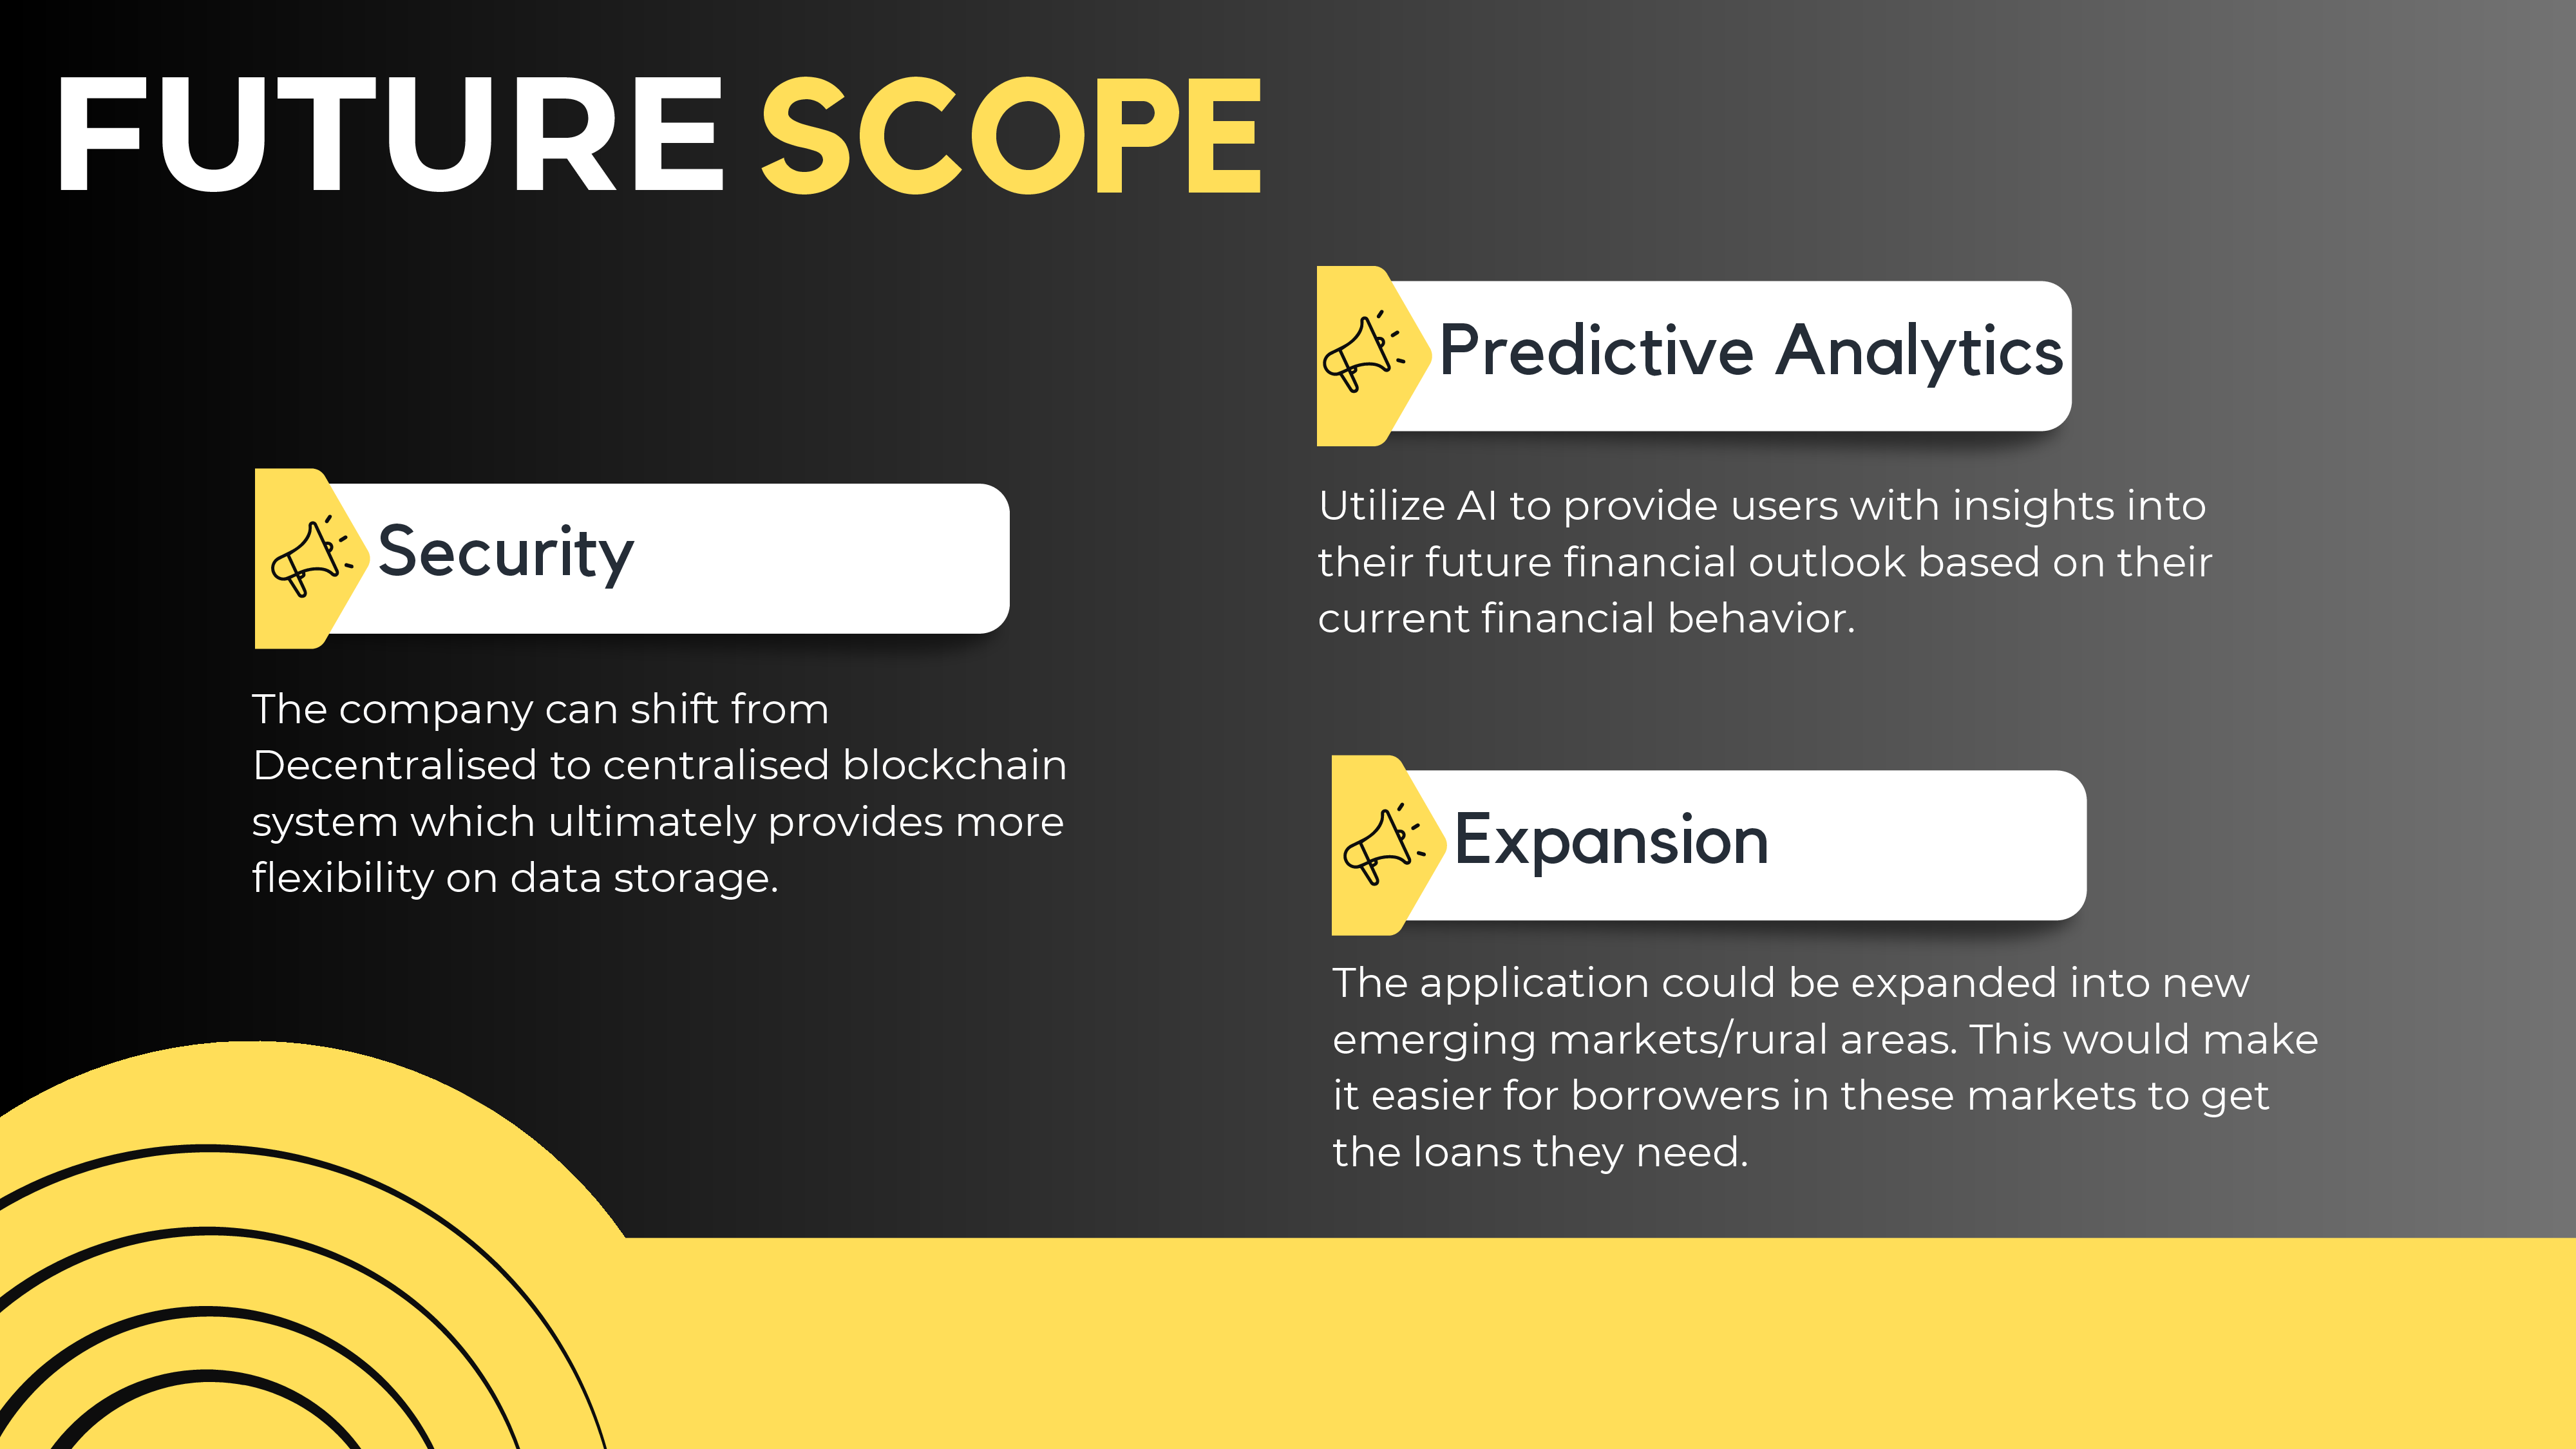 FUTURE SCOPE
Security
The company can shift from
Decentralised to centralised blockchain
system which ultimately provides more
flexibility on data storage.
Predictive Analytics
Utilize AI to provide users with insights into
their future financial outlook based on their
current financial behavior.
Expansion
The application could be expanded into new
emerging markets/rural areas. This would make
it easier for borrowers in these markets to get
the loans they need.